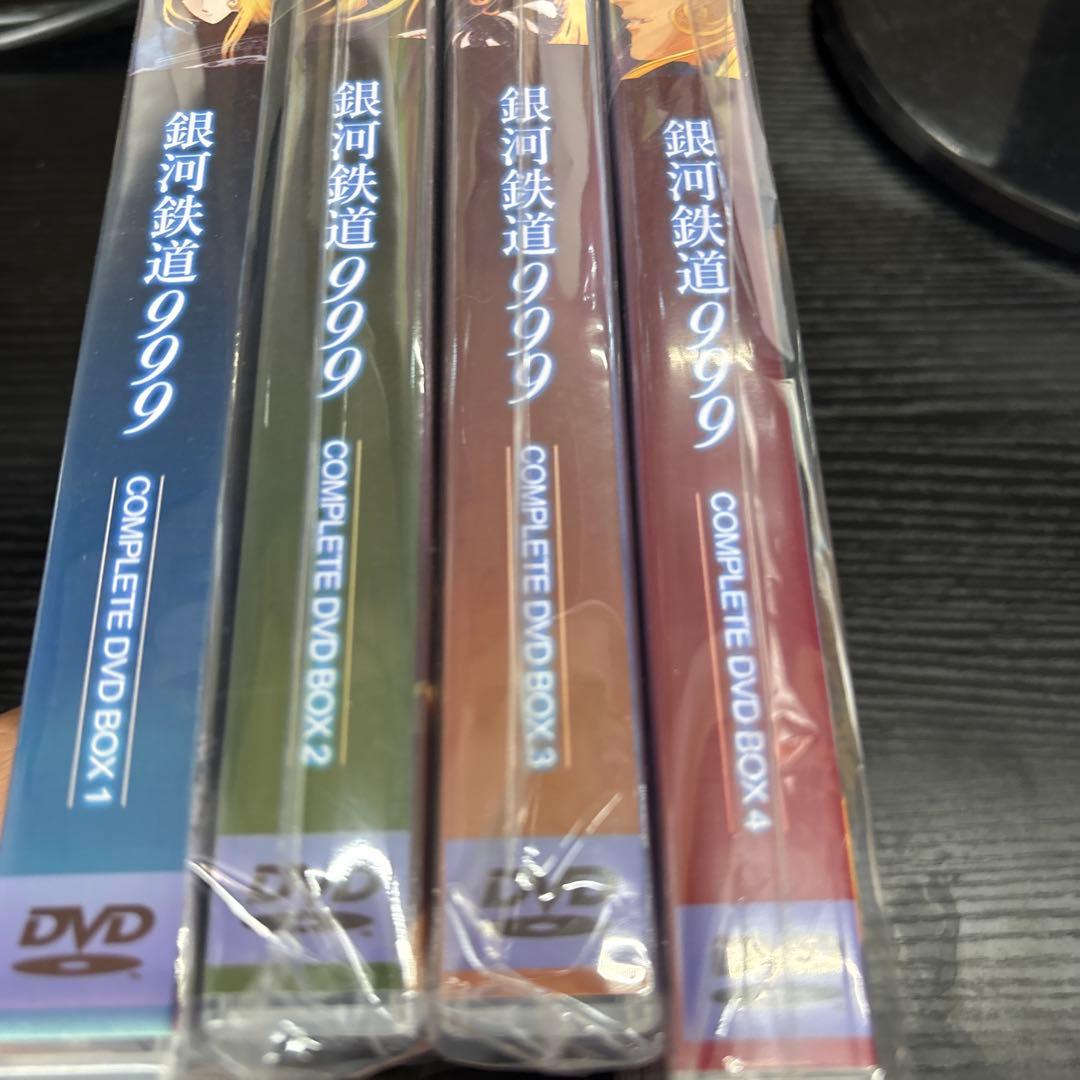 銀河鉄道999
COMPLETE DVD BOX 1
DVD
銀河鉄道999
COMPLETE DVD BOX 2
DVD
銀河鉄道999
COMPLETE DVD BOX 3
DVD
銀河鉄道999
COMPLETE DVD BOX 4
DVD